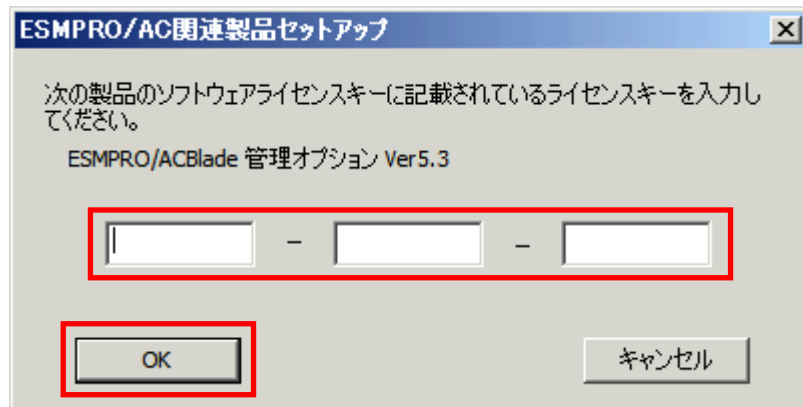 ESMPRO/AC関連製品セットアップ
次の製品のソフトウェアライセンスキーに記載されているライセンスキーを入力し
てください。
ESMPRO/ACBlade 管理オプション Ver5.3
– –
OK キャンセル